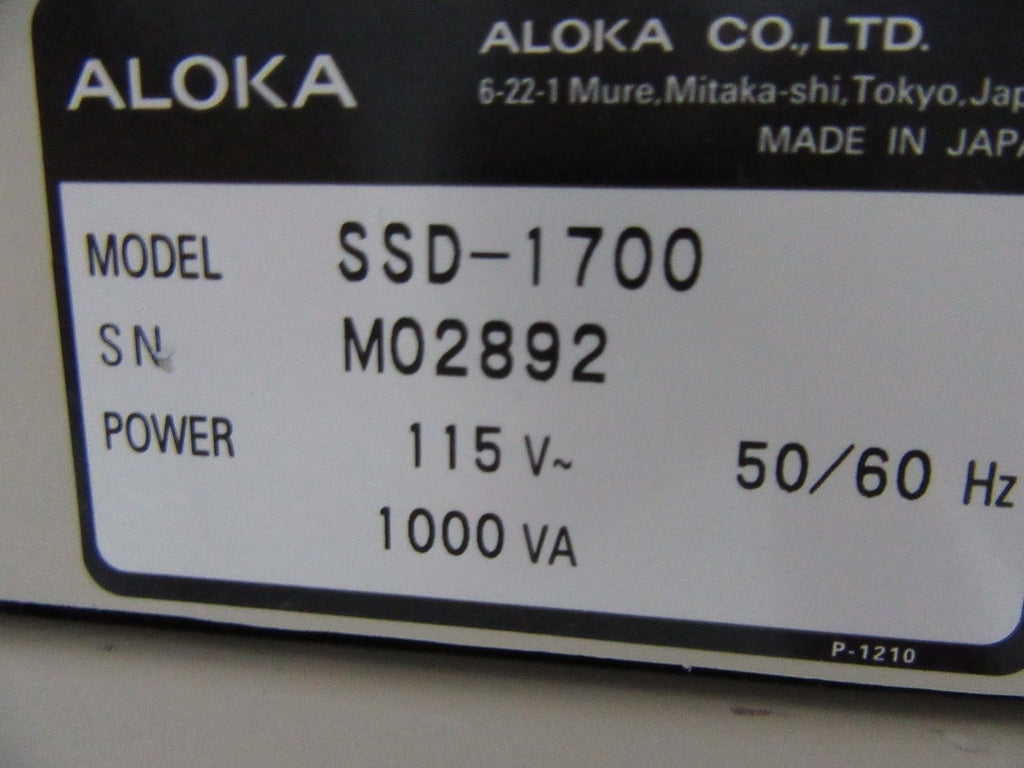 ALOKA
ALOKA CO.,LTD.
6-22-1 Mure,Mitaka-shi,Tokyo,Jap
MADE IN JAPA
MODEL SSD-1700
SN M02892
POWER 115 V~ 50/60 Hz
1000 VA
P-1210